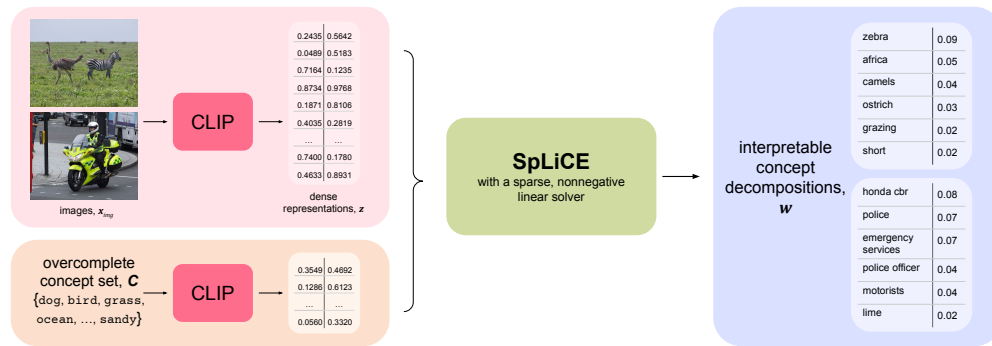 CLIP
images, x_img
0.2435 0.5642
0.0489 0.5183
0.7164 0.1235
0.8734 0.9768
0.1871 0.8106
0.4035 0.2819
... ...
0.7400 0.1780
0.4633 0.8931
dense
representations, z
overcomplete
concept set, C
{dog, bird, grass,
ocean, ..., sandy}
CLIP
0.3549 0.4692
0.1286 0.6123
... ...
0.0560 0.3320
SpLiCE
with a sparse, nonnegative
linear solver
interpretable
concept
decompositions,
w
zebra 0.09
africa 0.05
camels 0.04
ostrich 0.03
grazing 0.02
short 0.02
honda cbr 0.08
police 0.07
emergency
services 0.07
police officer 0.04
motorists 0.04
lime 0.02